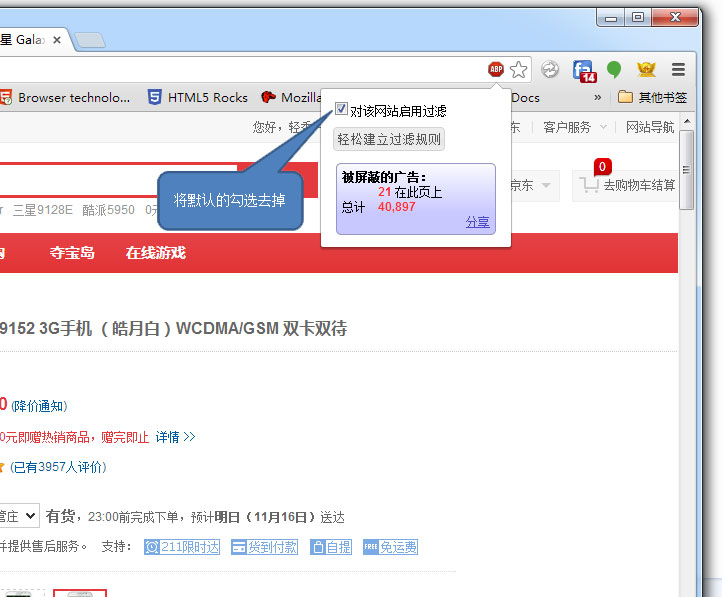 星 Gala
ABP
14
Browser technolo...
HTML5 Rocks
Mozilla
Docs
»
其他书签
对该网站启用过滤
您好，轻
东
客户服务
网站导航
轻松建立过滤规则
被屏蔽的广告：
21 在此页上
总计 40,897
分享
将默认的勾选去掉
京东
0
去购物车结算
r 三星9128E 酷派5950 0元
夺宝岛
在线游戏
9152 3G手机 （皓月白）WCDMA/GSM 双卡双待
0 (降价通知)
0元即赠热销商品，赠完即止 详情 >>
(已有3957人评价)
管庄 有货，23:00前完成下单，预计明日（11月16日）送达
并提供售后服务。 支持： 211限时达 货到付款 自提 FREE 免运费